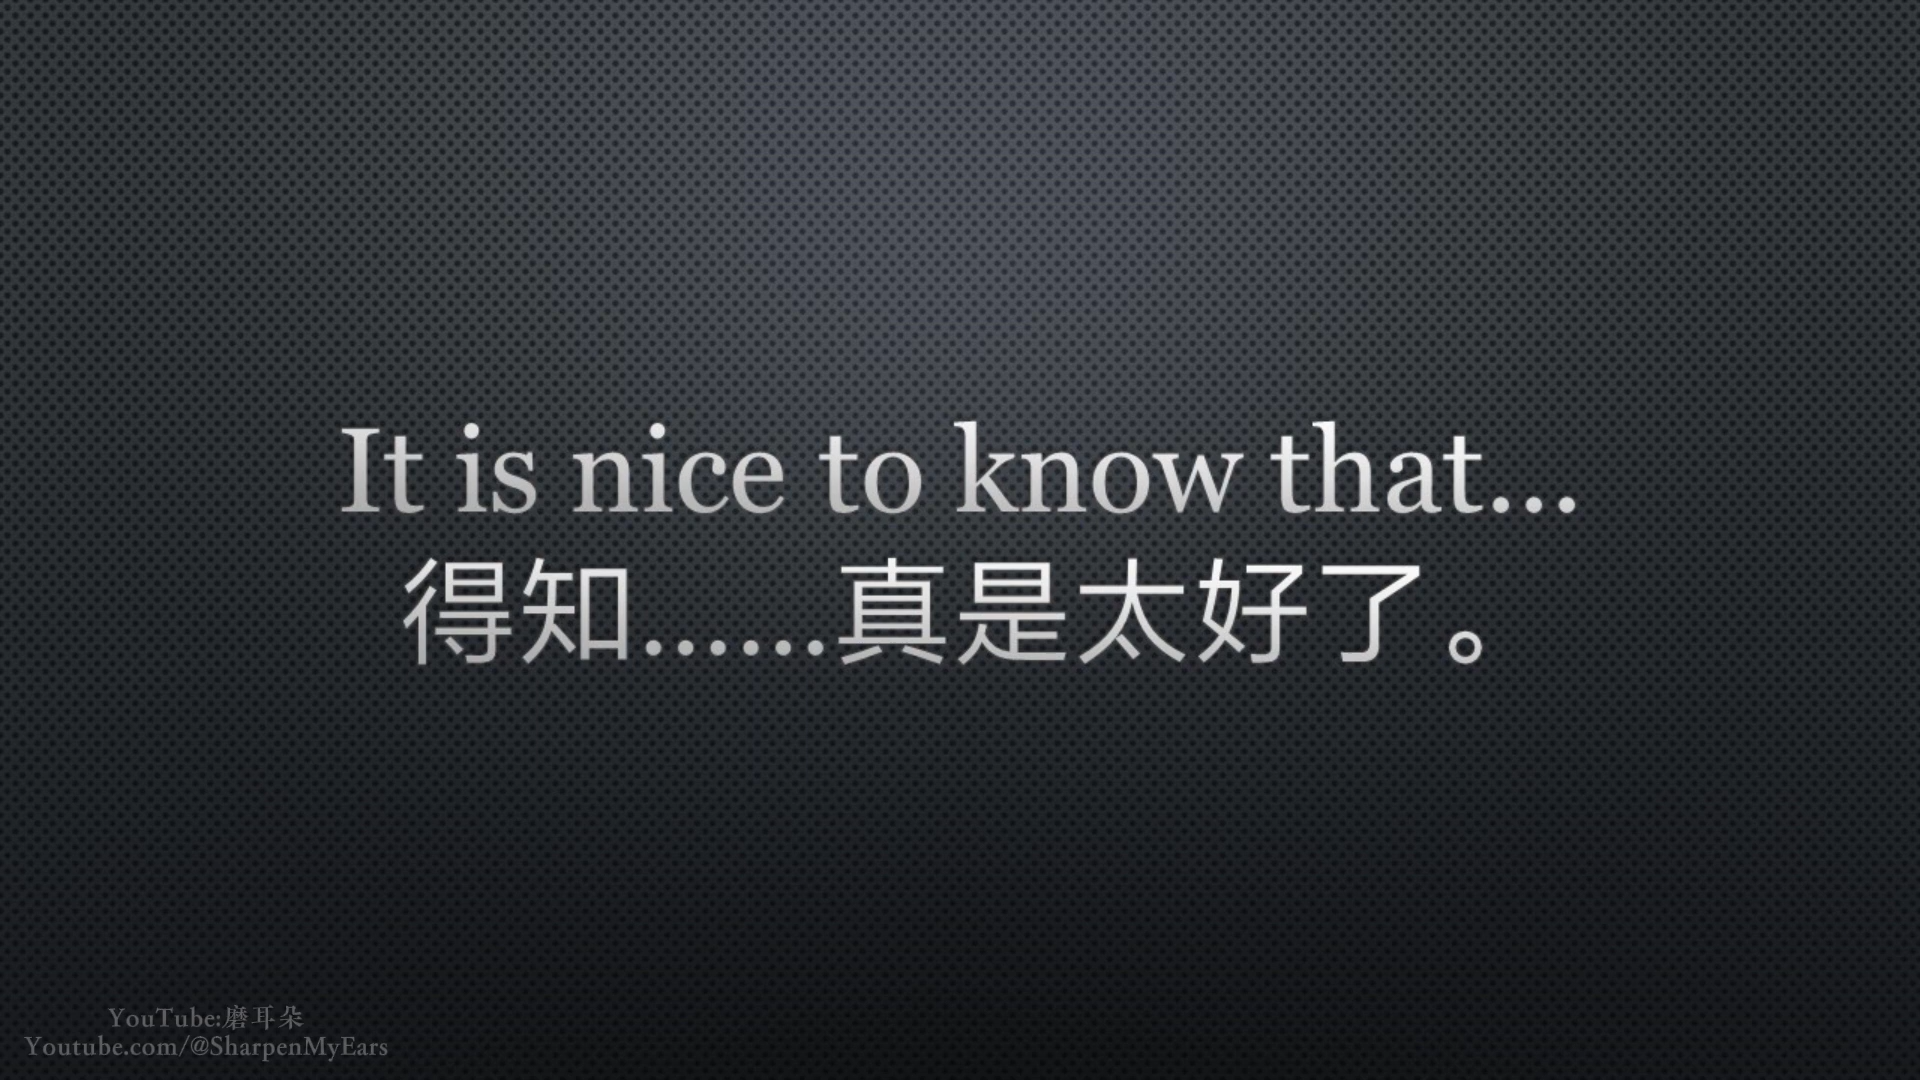 It is nice to know that...
得知......真是太好了。
YouTube:磨耳朵
Youtube.com/@SharpenMyEars